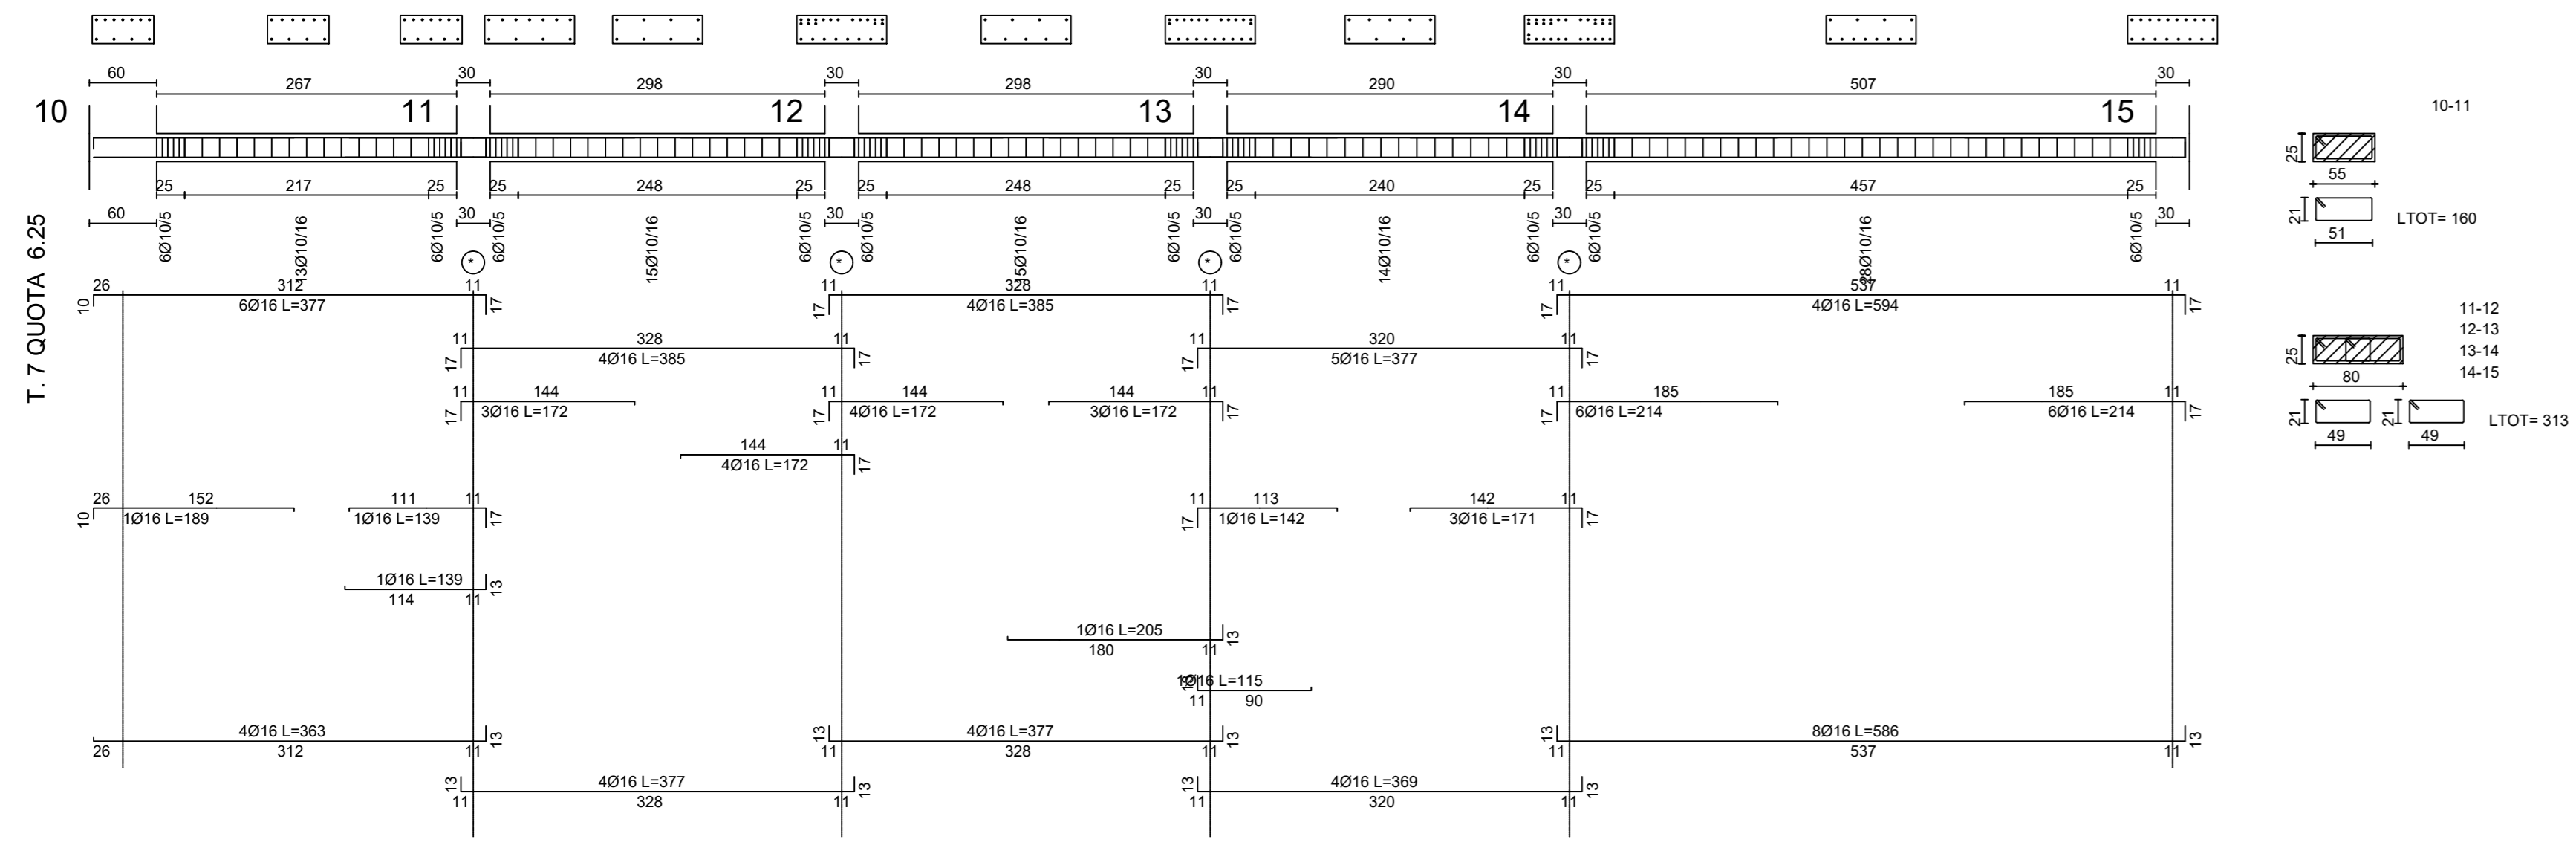 60 267 30 298 30 298 30 290 30 507 30
10 11 12 13 14 15
25 217 25 25 248 25 25 248 25 25 240 25 25 457 25
60 30 30 30 30 30
6Ø10/5 13Ø10/16 6Ø10/5 6Ø10/5 15Ø10/16 6Ø10/5 6Ø10/5 15Ø10/16 6Ø10/5 6Ø10/5 14Ø10/16 6Ø10/5 6Ø10/5 28Ø10/16 6Ø10/5
* * * *
T. 7 QUOTA 6.25
26 312 11 11 328 11 11 537 11
10 6Ø16 L=377 17 17 4Ø16 L=385 17 17 4Ø16 L=594 17
11 328 11 11 320 11
17 4Ø16 L=385 17 17 5Ø16 L=377 17
11 144 11 144 144 11 11 185 185 11
17 3Ø16 L=172 17 4Ø16 L=172 3Ø16 L=172 17 17 6Ø16 L=214 6Ø16 L=214 17
144 11
4Ø16 L=172 17
26 152 111 11 11 113 142 11
10 1Ø16 L=189 1Ø16 L=139 17 17 1Ø16 L=142 3Ø16 L=171 17
1Ø16 L=139 13
114 11
1Ø16 L=205 13
180 11
13 1Ø16 L=115
11 90
4Ø16 L=363 13 13 4Ø16 L=377 13 13 8Ø16 L=586 13
26 312 11 11 328 11 11 537 11
13 4Ø16 L=377 13 13 4Ø16 L=369 13
11 328 11 11 320 11
10-11
25
55
21 LTOT= 160
51
11-12
12-13
13-14
14-15
25
80
21 21 LTOT= 313
49 49